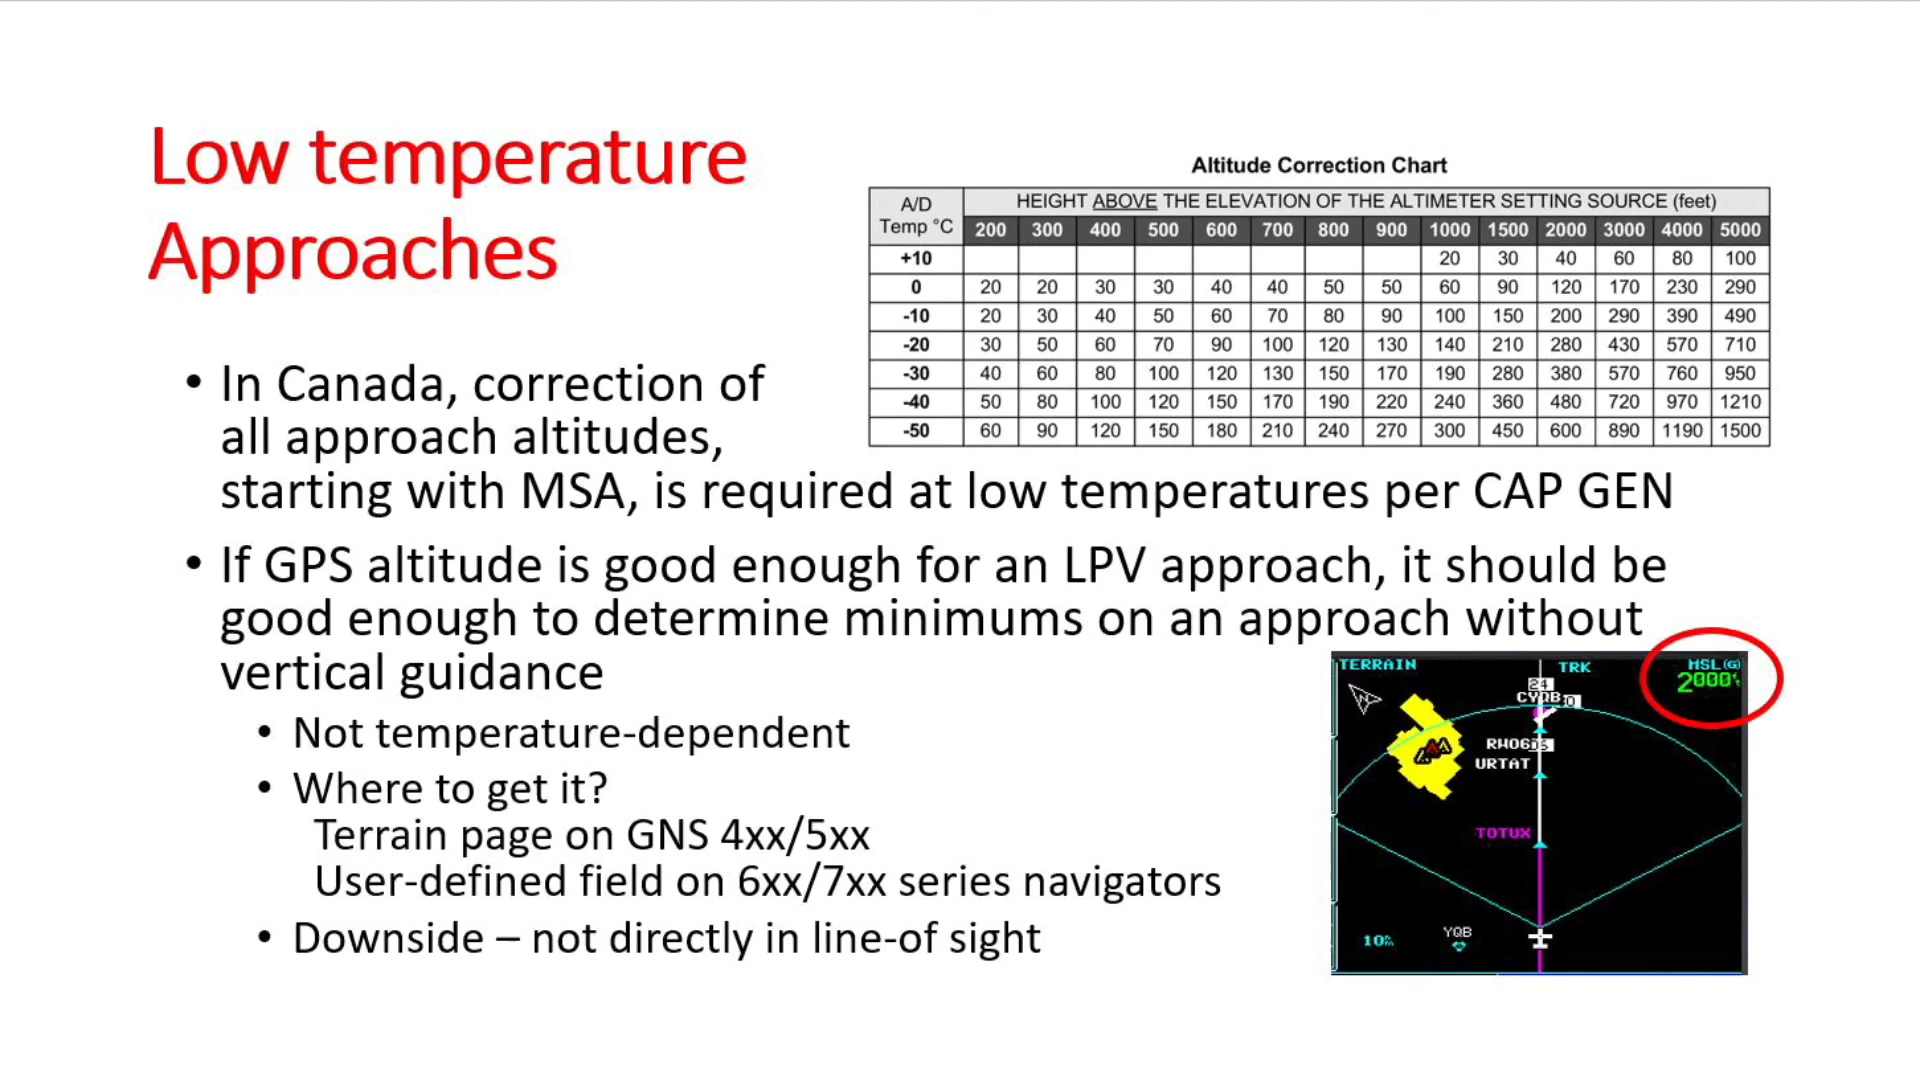 Low temperature
Approaches
Altitude Correction Chart
A/D Temp °C HEIGHT ABOVE THE ELEVATION OF THE ALTIMETER SETTING SOURCE (feet)
200 300 400 500 600 700 800 900 1000 1500 2000 3000 4000 5000
+10 20 30 40 60 80 100
0 20 20 30 30 40 40 50 50 60 90 120 170 230 290
-10 20 30 40 50 60 70 80 90 100 150 200 290 390 490
-20 30 50 60 70 90 100 120 130 140 210 280 430 570 710
-30 40 60 80 100 120 130 150 170 190 280 380 570 760 950
-40 50 80 100 120 150 170 190 220 240 360 480 720 970 1210
-50 60 90 120 150 180 210 240 270 300 450 600 890 1190 1500
• In Canada, correction of
all approach altitudes,
starting with MSA, is required at low temperatures per CAP GEN
• If GPS altitude is good enough for an LPV approach, it should be
good enough to determine minimums on an approach without
vertical guidance
• Not temperature-dependent
• Where to get it?
Terrain page on GNS 4xx/5xx
User-defined field on 6xx/7xx series navigators
• Downside – not directly in line-of sight
TERRAIN
TRK
MSL(G)
2000
24
CYQB
N
RW06
URTAT
TOTUX
10
YQB